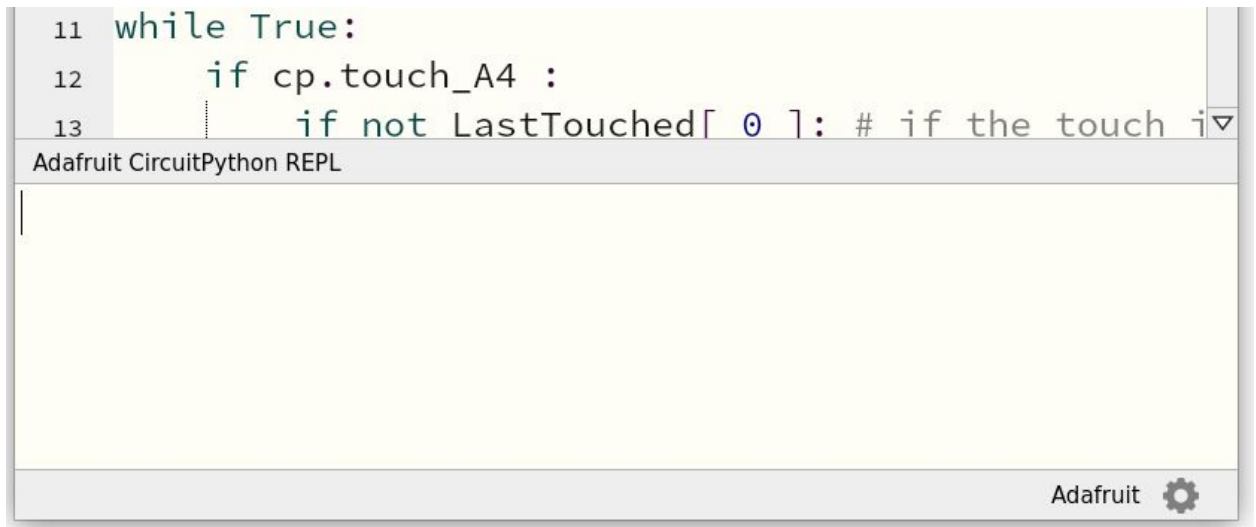 11 while True:
12 if cp.touch_A4 :
13 if not LastTouched[ 0 ]: # if the touch i
Adafruit CircuitPython REPL
Adafruit